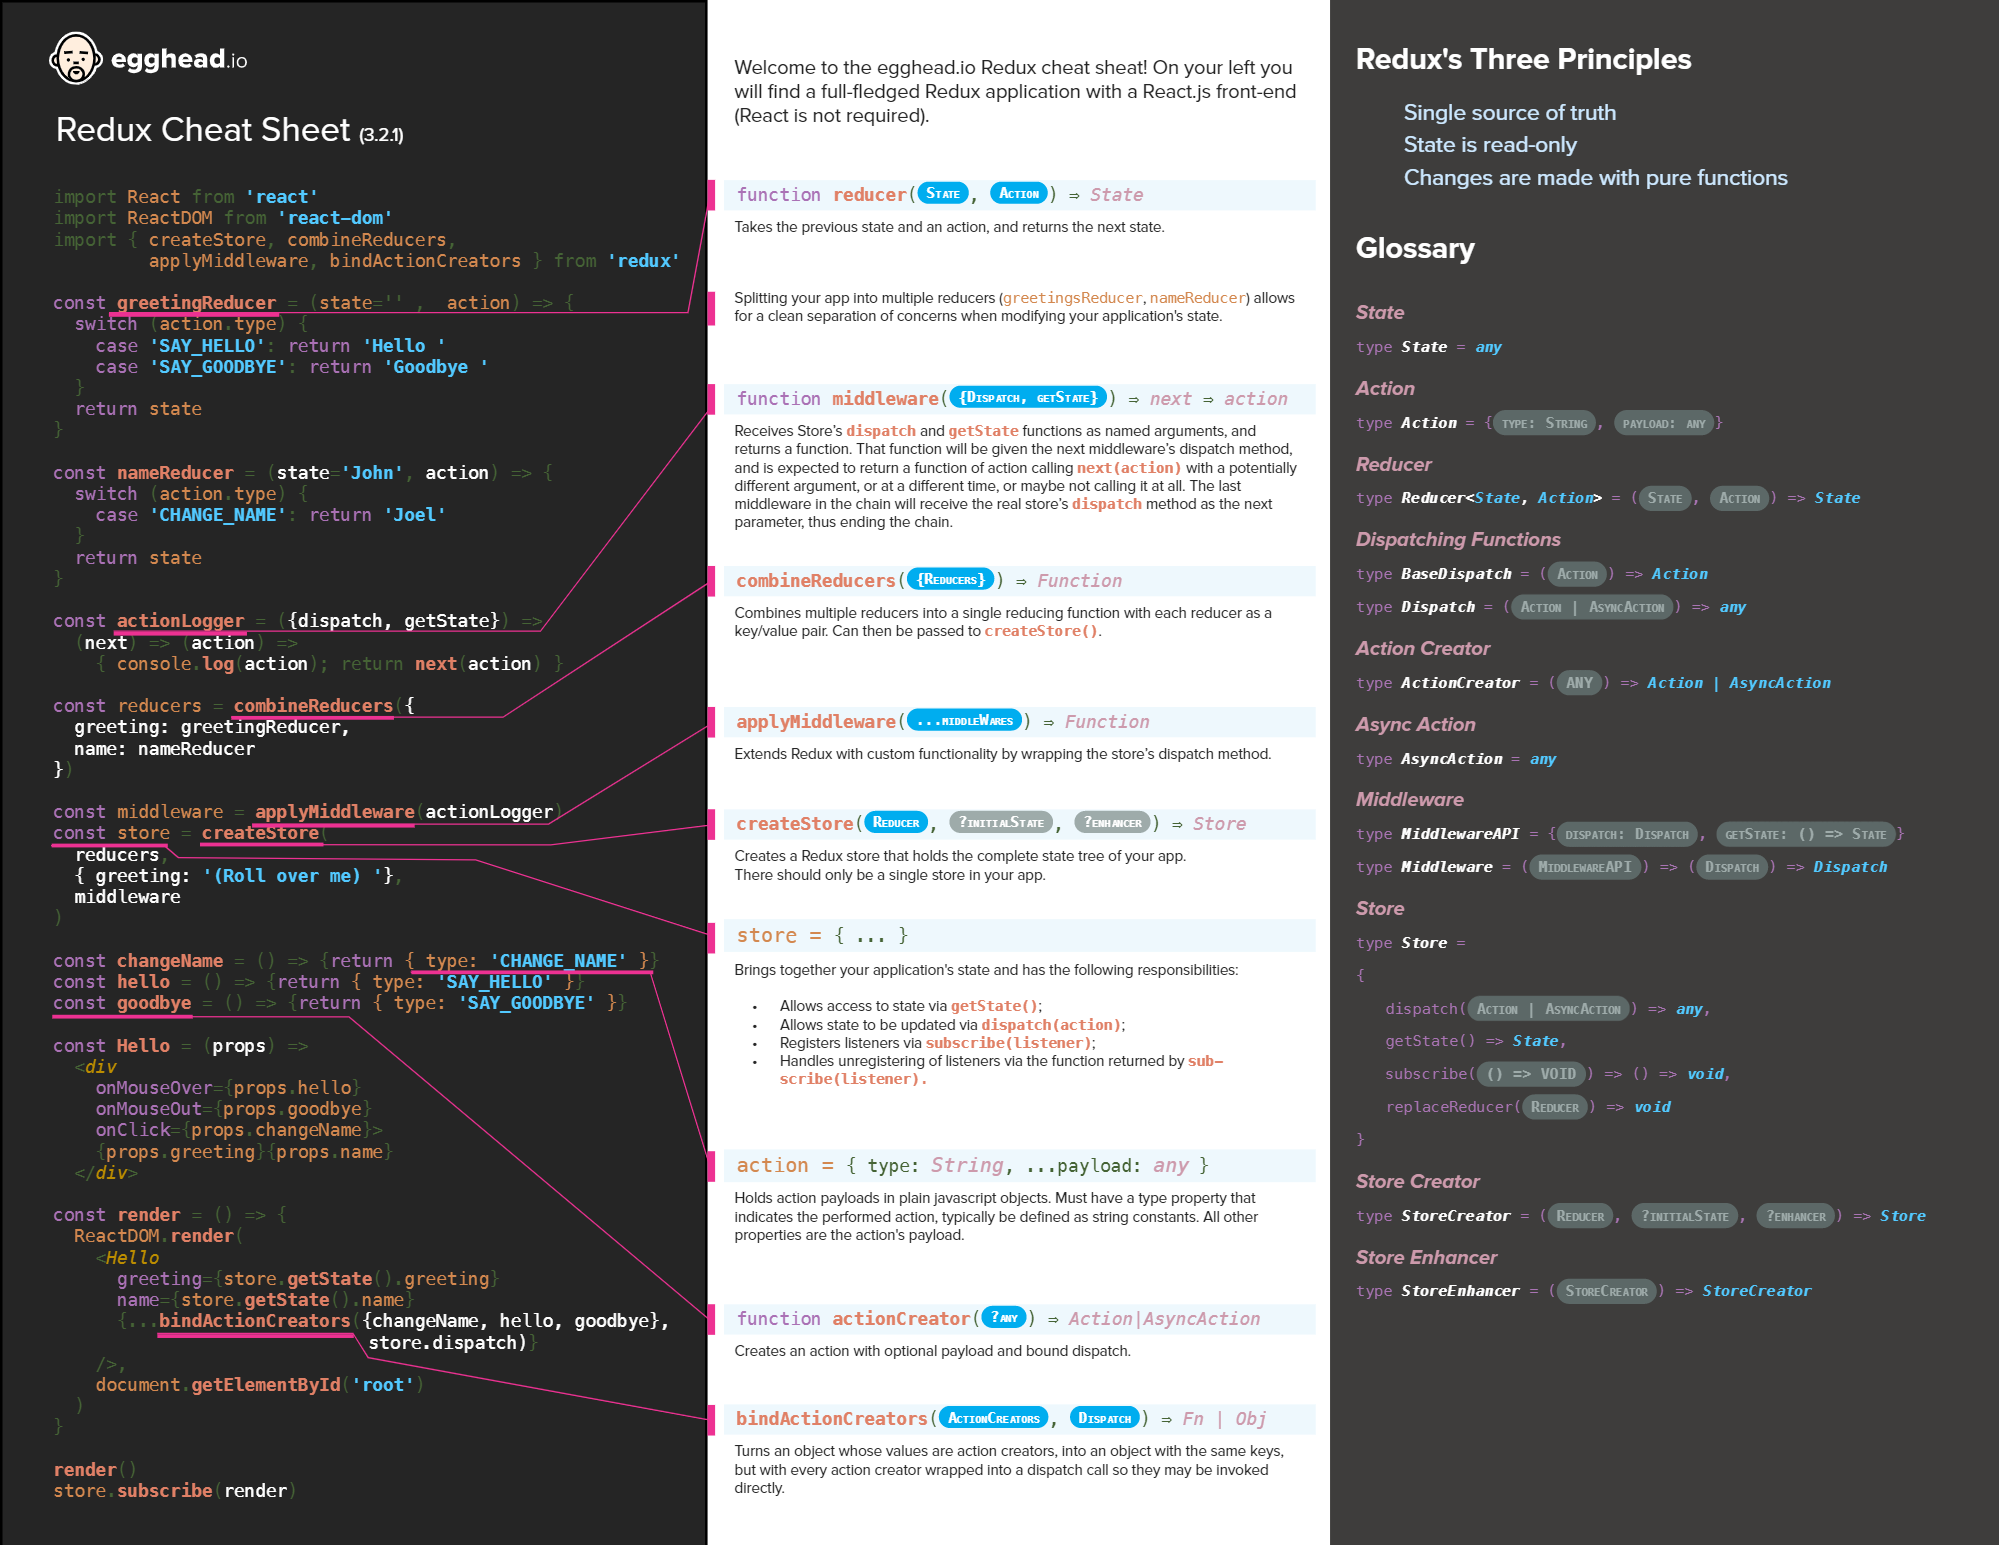 egghead.io
Redux Cheat Sheet (3.2.1)
import React from 'react'
import ReactDOM from 'react-dom'
import { createStore, combineReducers,
applyMiddleware, bindActionCreators } from 'redux'
const greetingReducer = (state='' , action) => {
switch (action.type) {
case 'SAY_HELLO': return 'Hello '
case 'SAY_GOODBYE': return 'Goodbye '
}
return state
}
const nameReducer = (state='John', action) => {
switch (action.type) {
case 'CHANGE_NAME': return 'Joel'
}
return state
}
const actionLogger = ({dispatch, getState}) =>
(next) => (action) =>
{ console.log(action); return next(action) }
const reducers = combineReducers({
greeting: greetingReducer,
name: nameReducer
})
const middleware = applyMiddleware(actionLogger)
const store = createStore(
reducers,
{ greeting: '(Roll over me) '},
middleware
)
const changeName = () => {return { type: 'CHANGE_NAME' }}
const hello = () => {return { type: 'SAY_HELLO' }}
const goodbye = () => {return { type: 'SAY_GOODBYE' }}
const Hello = (props) =>
<div
onMouseOver={props.hello}
onMouseOut={props.goodbye}
onClick={props.changeName}>
{props.greeting}{props.name}
</div>
const render = () => {
ReactDOM.render(
<Hello
greeting={store.getState().greeting}
name={store.getState().name}
{...bindActionCreators({changeName, hello, goodbye},
store.dispatch)}
/>,
document.getElementById('root')
)
}
render()
store.subscribe(render)
Welcome to the egghead.io Redux cheat sheat! On your left you
will find a full-fledged Redux application with a React.js front-end
(React is not required).
function reducer(State, Action) ⇒ State
Takes the previous state and an action, and returns the next state.
Splitting your app into multiple reducers (greetingsReducer, nameReducer) allows
for a clean separation of concerns when modifying your application's state.
function middleware({Dispatch, getState}) ⇒ next ⇒ action
Receives Store's dispatch and getState functions as named arguments, and
returns a function. That function will be given the next middleware's dispatch method,
and is expected to return a function of action calling next(action) with a potentially
different argument, or at a different time, or maybe not calling it at all. The last
middleware in the chain will receive the real store's dispatch method as the next
parameter, thus ending the chain.
combineReducers({Reducers}) ⇒ Function
Combines multiple reducers into a single reducing function with each reducer as a
key/value pair. Can then be passed to createStore().
applyMiddleware(...middleWares) ⇒ Function
Extends Redux with custom functionality by wrapping the store's dispatch method.
createStore(Reducer, ?initialState, ?enhancer) ⇒ Store
Creates a Redux store that holds the complete state tree of your app.
There should only be a single store in your app.
store = { ... }
Brings together your application's state and has the following responsibilities:
• Allows access to state via getState();
• Allows state to be updated via dispatch(action);
• Registers listeners via subscribe(listener);
• Handles unregistering of listeners via the function returned by sub-
scribe(listener).
action = { type: String, ...payload: any }
Holds action payloads in plain javascript objects. Must have a type property that
indicates the performed action, typically be defined as string constants. All other
properties are the action's payload.
function actionCreator(?any) ⇒ Action|AsyncAction
Creates an action with optional payload and bound dispatch.
bindActionCreators(ActionCreators, Dispatch) ⇒ Fn | Obj
Turns an object whose values are action creators, into an object with the same keys,
but with every action creator wrapped into a dispatch call so they may be invoked
directly.
Redux's Three Principles
Single source of truth
State is read-only
Changes are made with pure functions
Glossary
State
type State = any
Action
type Action = {type: String, payload: any}
Reducer
type Reducer<State, Action> = (State, Action) => State
Dispatching Functions
type BaseDispatch = (Action) => Action
type Dispatch = (Action | AsyncAction) => any
Action Creator
type ActionCreator = (ANY) => Action | AsyncAction
Async Action
type AsyncAction = any
Middleware
type MiddlewareAPI = {dispatch: Dispatch, getState: () => State}
type Middleware = (MiddlewareAPI) => (Dispatch) => Dispatch
Store
type Store =
{
dispatch(Action | AsyncAction) => any,
getState() => State,
subscribe(() => VOID) => () => void,
replaceReducer(Reducer) => void
}
Store Creator
type StoreCreator = (Reducer, ?initialState, ?enhancer) => Store
Store Enhancer
type StoreEnhancer = (StoreCreator) => StoreCreator